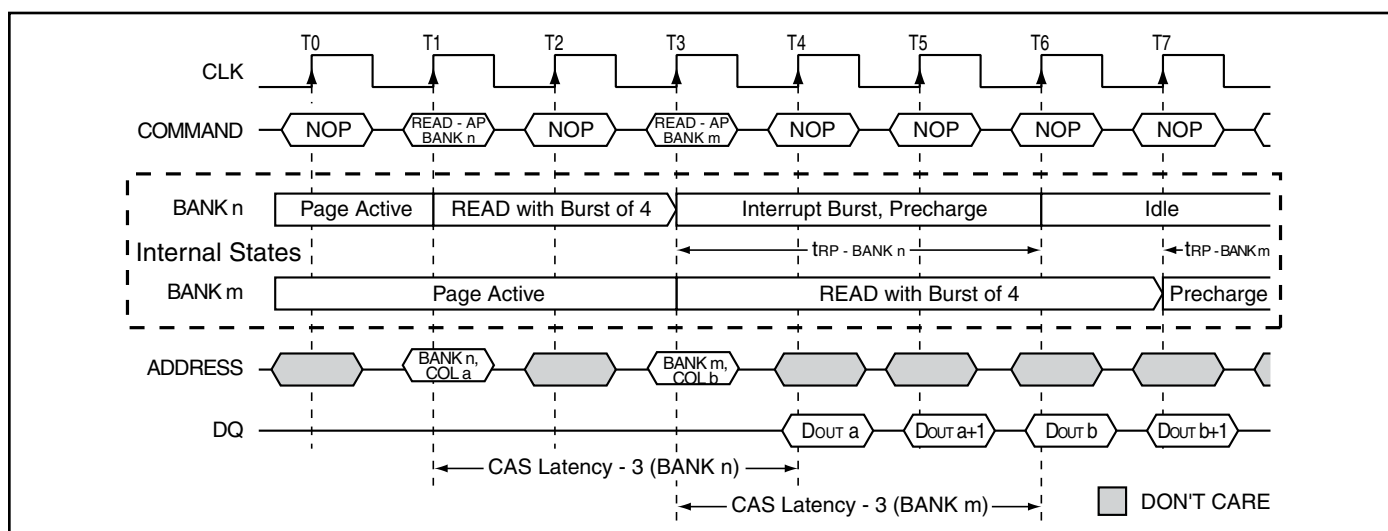 T0 T1 T2 T3 T4 T5 T6 T7
CLK
COMMAND NOP READ - AP BANK n NOP READ - AP BANK m NOP NOP NOP NOP
BANK n Page Active READ with Burst of 4 Interrupt Burst, Precharge Idle
Internal States tRP - BANK n tRP - BANK m
BANK m Page Active READ with Burst of 4 Precharge
ADDRESS BANK n, COL a BANK m, COL b
DQ DOUT a DOUT a+1 DOUT b DOUT b+1
CAS Latency - 3 (BANK n)
CAS Latency - 3 (BANK m)
DON'T CARE